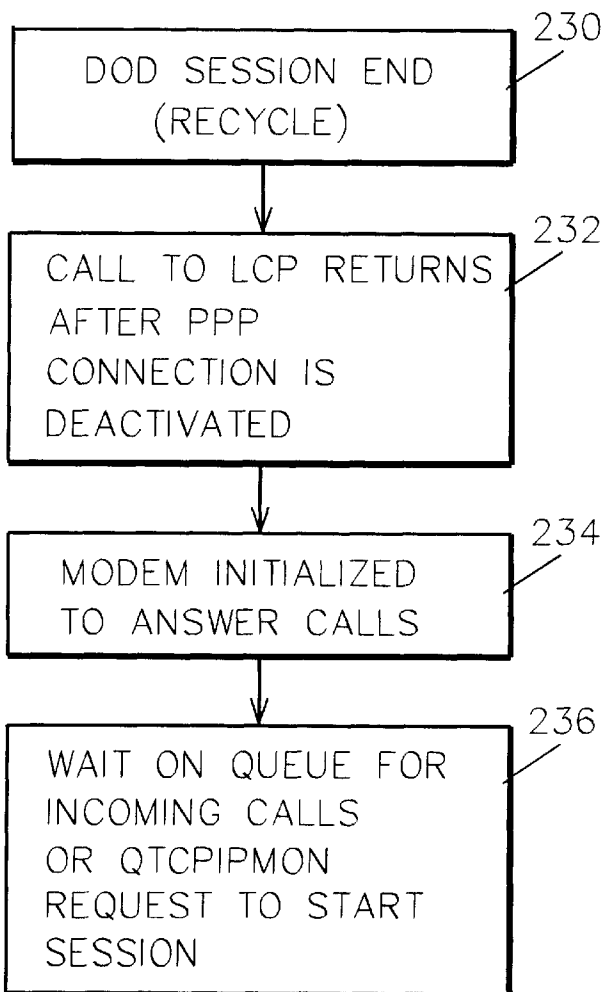 230
DOD SESSION END
(RECYCLE)
232
CALL TO LCP RETURNS
AFTER PPP
CONNECTION IS
DEACTIVATED
234
MODEM INITIALIZED
TO ANSWER CALLS
236
WAIT ON QUEUE FOR
INCOMING CALLS
OR QTCPIPMON
REQUEST TO START
SESSION